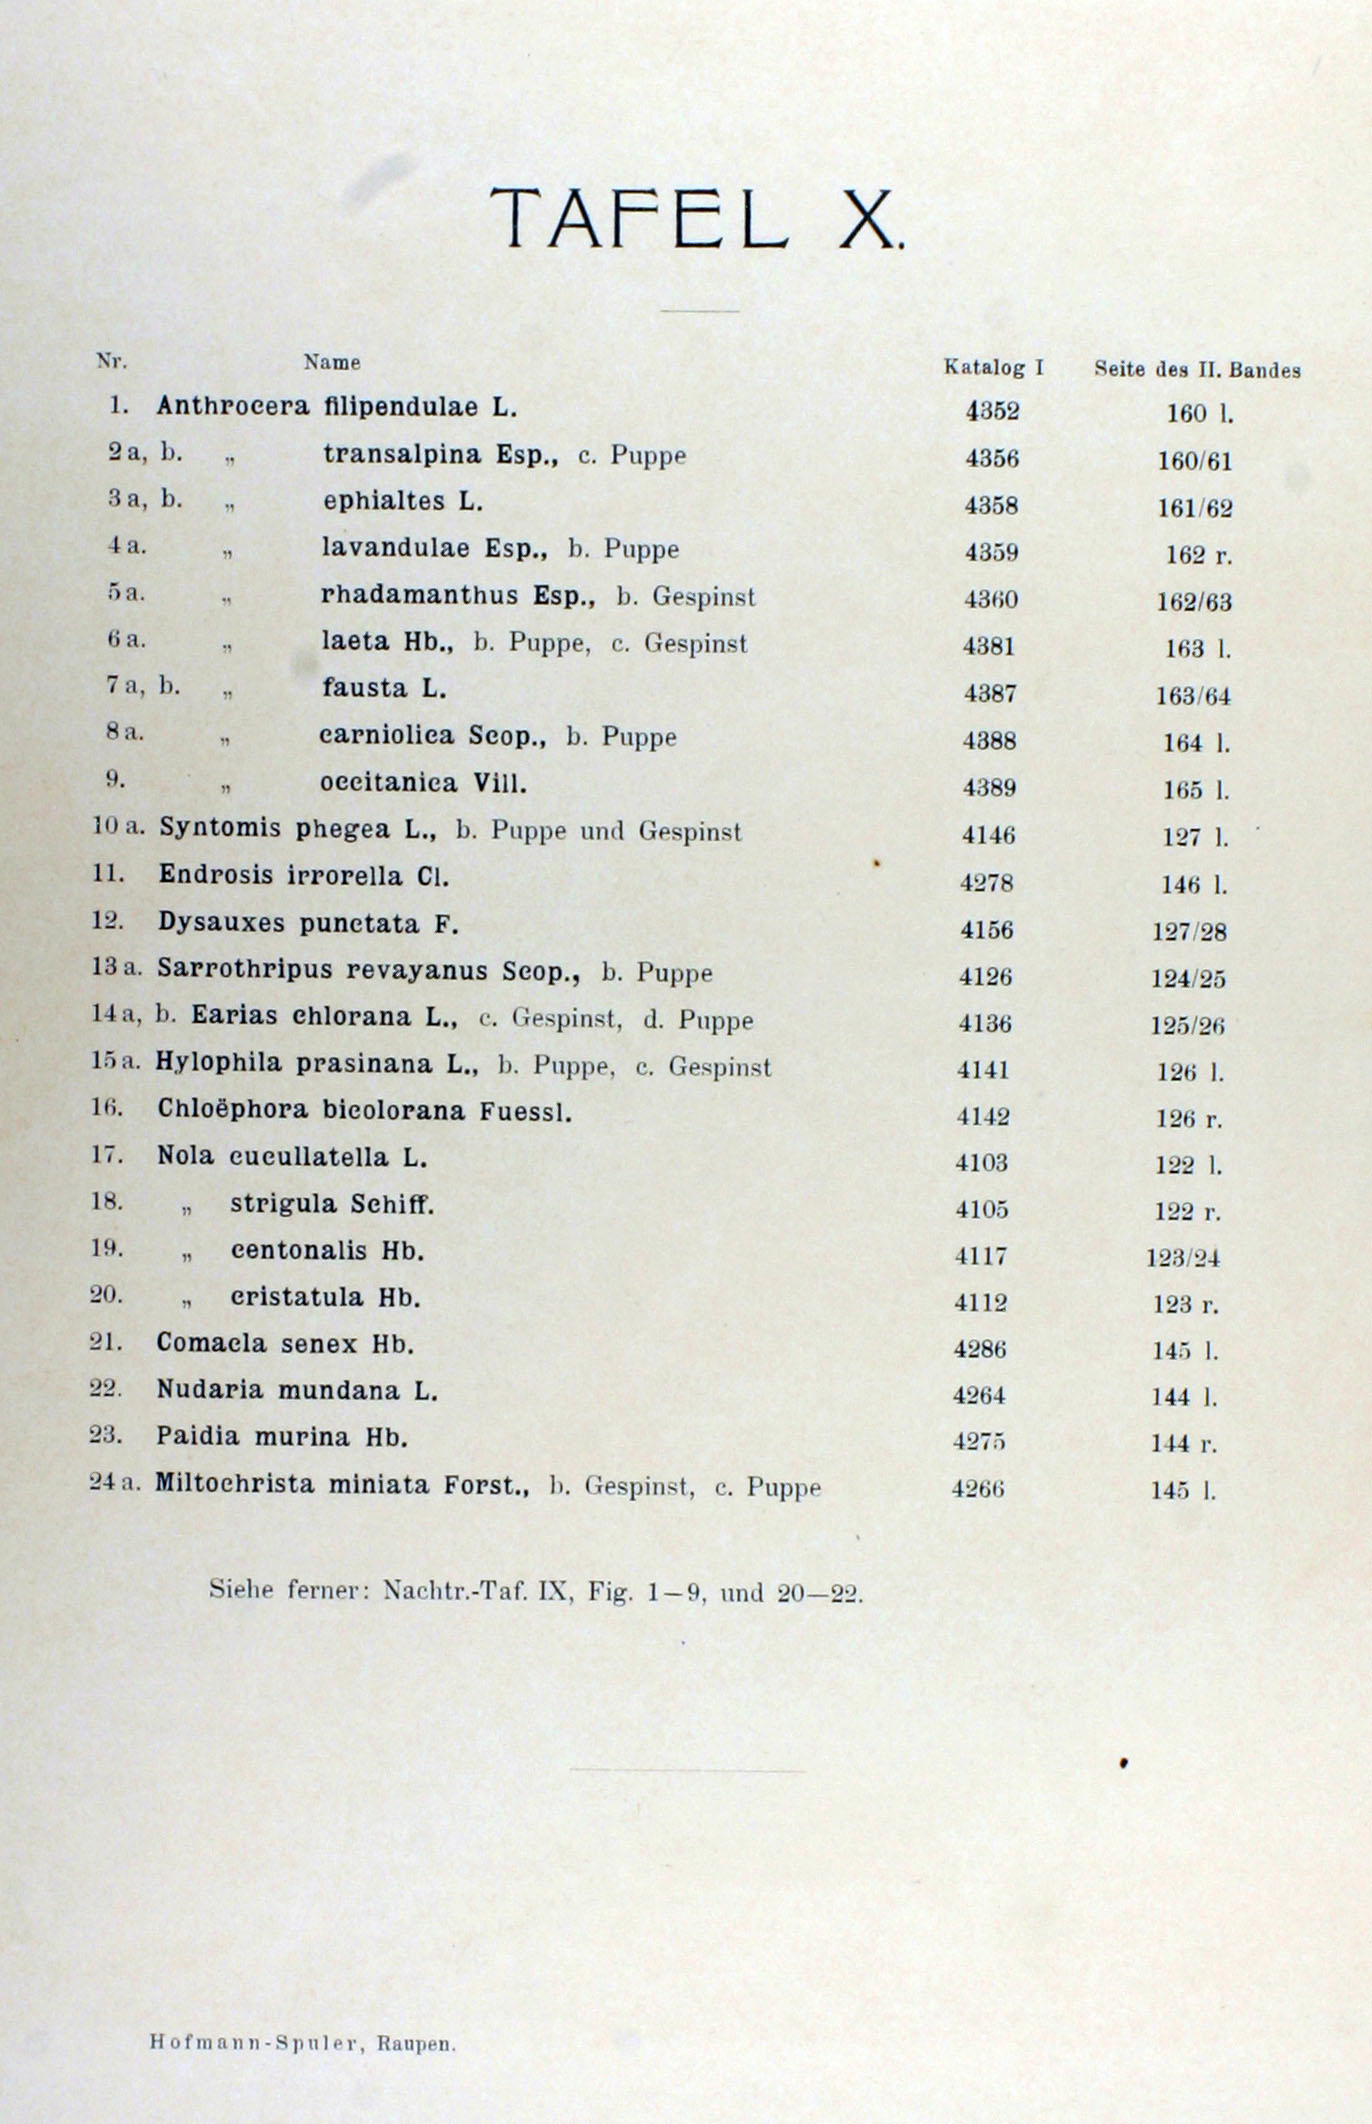 TAFEL X.
Nr. Name Katalog I Seite des II. Bandes
1. Anthrocera filipendulae L. 4352 160 l.
2 a, b. „ transalpina Esp., c. Puppe 4356 160/61
3 a, b. „ ephialtes L. 4358 161/62
4 a. „ lavandulae Esp., b. Puppe 4359 162 r.
5 a. „ rhadamanthus Esp., b. Gespinst 4360 162/63
6 a. „ laeta Hb., b. Puppe, c. Gespinst 4381 163 l.
7 a, b. „ fausta L. 4387 163/64
8 a. „ carniolica Scop., b. Puppe 4388 164 l.
9. „ occitanica Vill. 4389 165 l.
10 a. Syntomis phegea L., b. Puppe und Gespinst 4146 127 l.
11. Endrosis irrorella Cl. 4278 146 l.
12. Dysauxes punctata F. 4156 127/28
13 a. Sarrothripus revayanus Scop., b. Puppe 4126 124/25
14 a, b. Earias chlorana L., c. Gespinst, d. Puppe 4136 125/26
15 a. Hylophila prasinana L., b. Puppe, c. Gespinst 4141 126 l.
16. Chloëphora bicolorana Fuessl. 4142 126 r.
17. Nola cucullatella L. 4103 122 l.
18. „ strigula Schiff. 4105 122 r.
19. „ centonalis Hb. 4117 123/24
20. „ cristatula Hb. 4112 123 r.
21. Comacla senex Hb. 4286 145 l.
22. Nudaria mundana L. 4264 144 l.
23. Paidia murina Hb. 4275 144 r.
24 a. Miltochrista miniata Forst., b. Gespinst, c. Puppe 4266 145 l.
Siehe ferner: Nachtr.-Taf. IX, Fig. 1—9, und 20—22.
Hofmann-Spuler, Raupen.